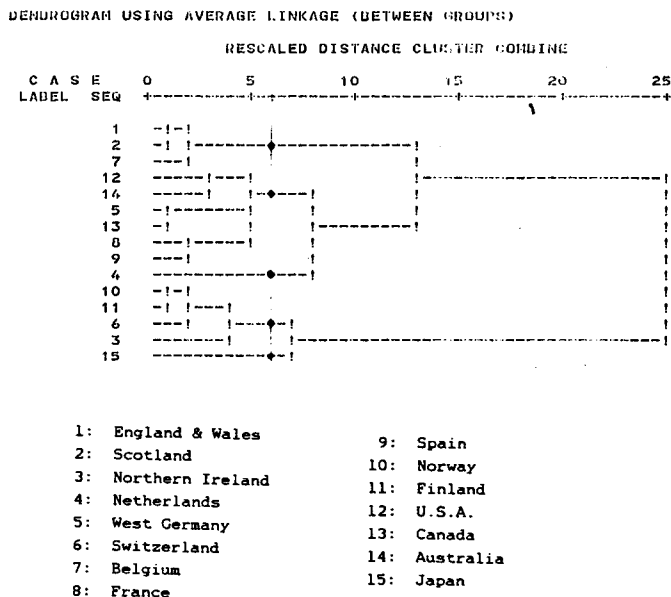 DENDROGRAM USING AVERAGE LINKAGE (BETWEEN GROUPS)
RESCALED DISTANCE CLUSTER COMBINE
C A S E 0 5 10 15 20 25
LABEL SEQ +---------+---------+---------+---------+---------+
1
2
7
12
14
5
13
8
9
4
10
11
6
3
15
1: England & Wales
2: Scotland
3: Northern Ireland
4: Netherlands
5: West Germany
6: Switzerland
7: Belgium
8: France
9: Spain
10: Norway
11: Finland
12: U.S.A.
13: Canada
14: Australia
15: Japan